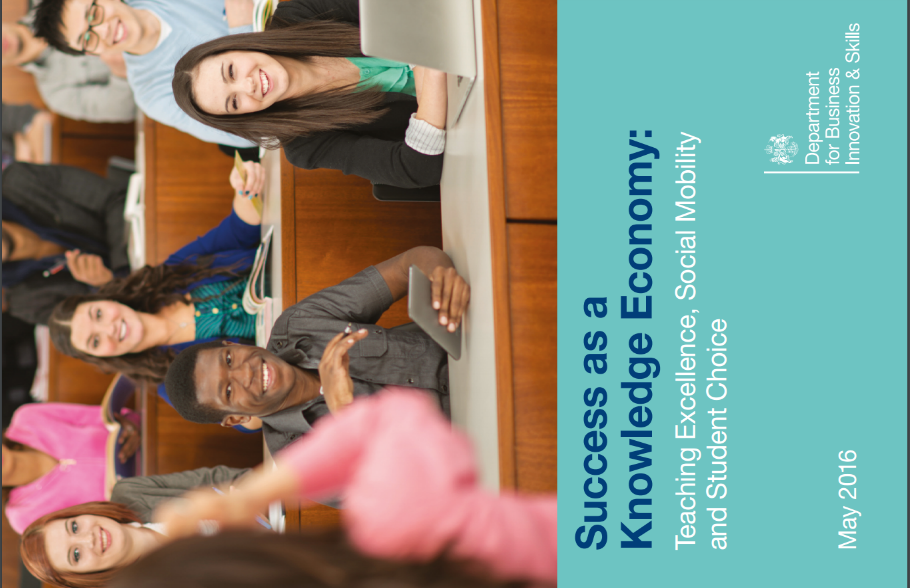 Success as a
Knowledge Economy:
Teaching Excellence, Social Mobility
and Student Choice
May 2016
Department
for Business
Innovation & Skills